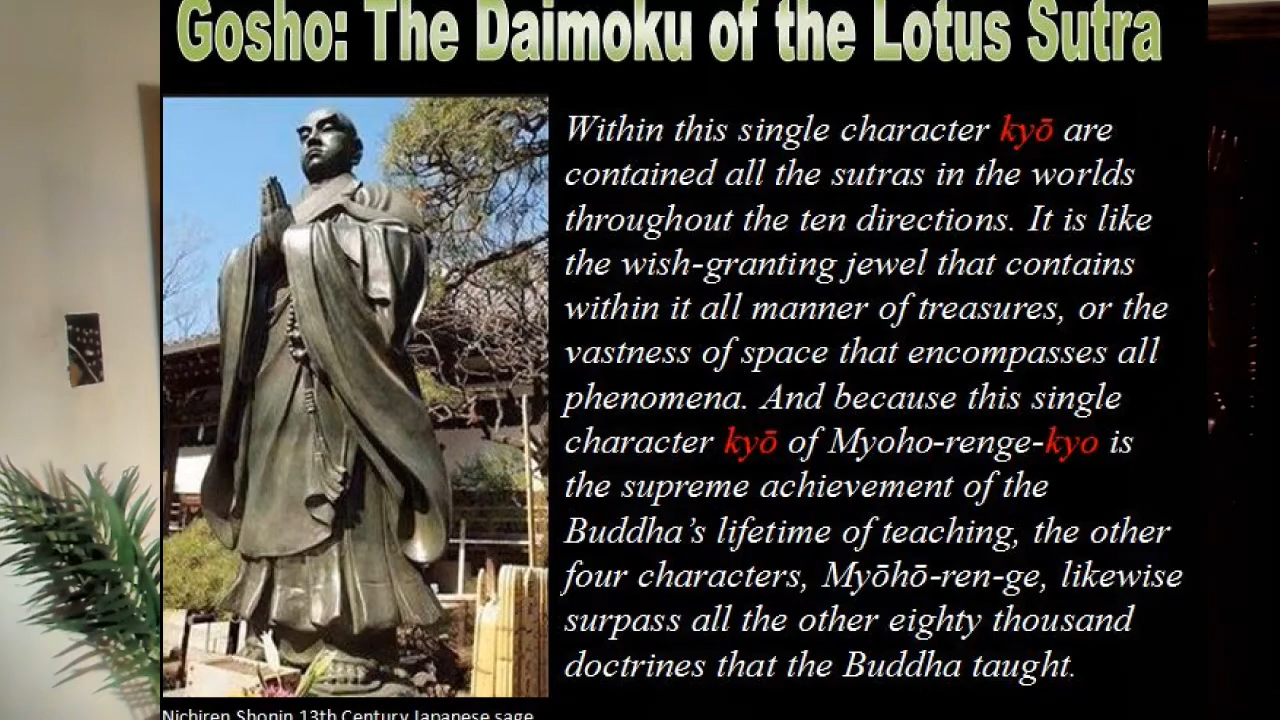 Gosho: The Daimoku of the Lotus Sutra
Within this single character kyō are
contained all the sutras in the worlds
throughout the ten directions. It is like
the wish-granting jewel that contains
within it all manner of treasures, or the
vastness of space that encompasses all
phenomena. And because this single
character kyō of Myoho-renge-kyo is
the supreme achievement of the
Buddha's lifetime of teaching, the other
four characters, Myōhō-ren-ge, likewise
surpass all the other eighty thousand
doctrines that the Buddha taught.
Nichiren Shonin 13th Century Japanese sage